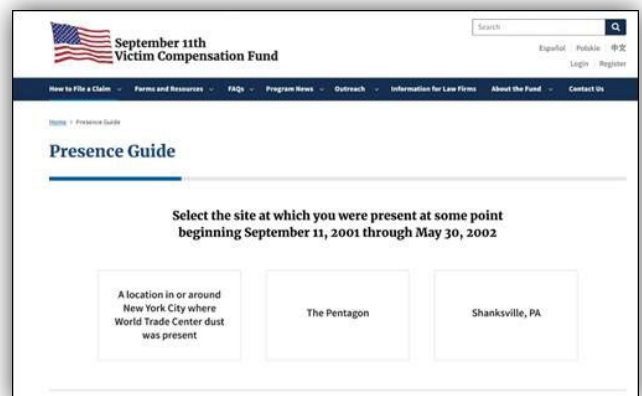 September 11th
Victim Compensation Fund
Search
Español Polskie 中文
Login Register
How to File a Claim Forms and Resources FAQs Program News Outreach Information for Law Firms About the Fund Contact Us
Home > Presence Guide
Presence Guide
Select the site at which you were present at some point
beginning September 11, 2001 through May 30, 2002
A location in or around
New York City where
World Trade Center dust
was present
The Pentagon
Shanksville, PA